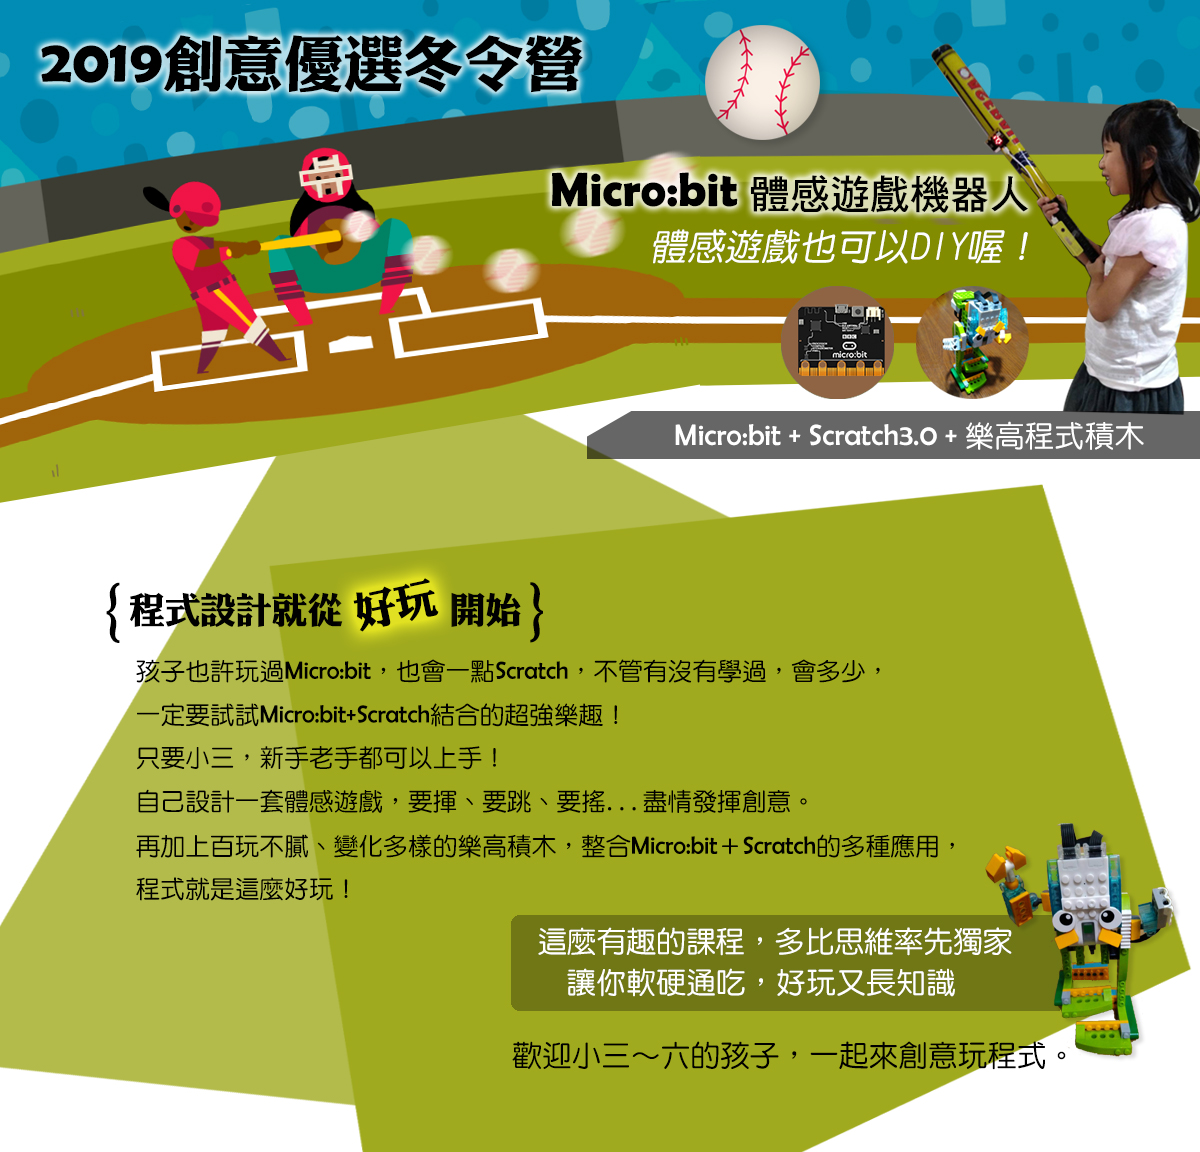 2019創意優選冬令營
Micro:bit 體感遊戲機器人
體感遊戲也可以DIY喔！
micro:bit
Micro:bit + Scratch3.0 + 樂高程式積木
{程式設計就從 好玩 開始}
孩子也許玩過Micro:bit，也會一點Scratch，不管有沒有學過，會多少，
一定要試試Micro:bit+Scratch結合的超強樂趣！
只要小三，新手老手都可以上手！
自己設計一套體感遊戲，要揮、要跳、要搖...盡情發揮創意。
再加上百玩不膩、變化多樣的樂高積木，整合Micro:bit＋Scratch的多種應用，
程式就是這麼好玩！
這麼有趣的課程，多比思維率先獨家
讓你軟硬通吃，好玩又長知識
歡迎小三～六的孩子，一起來創意玩程式。